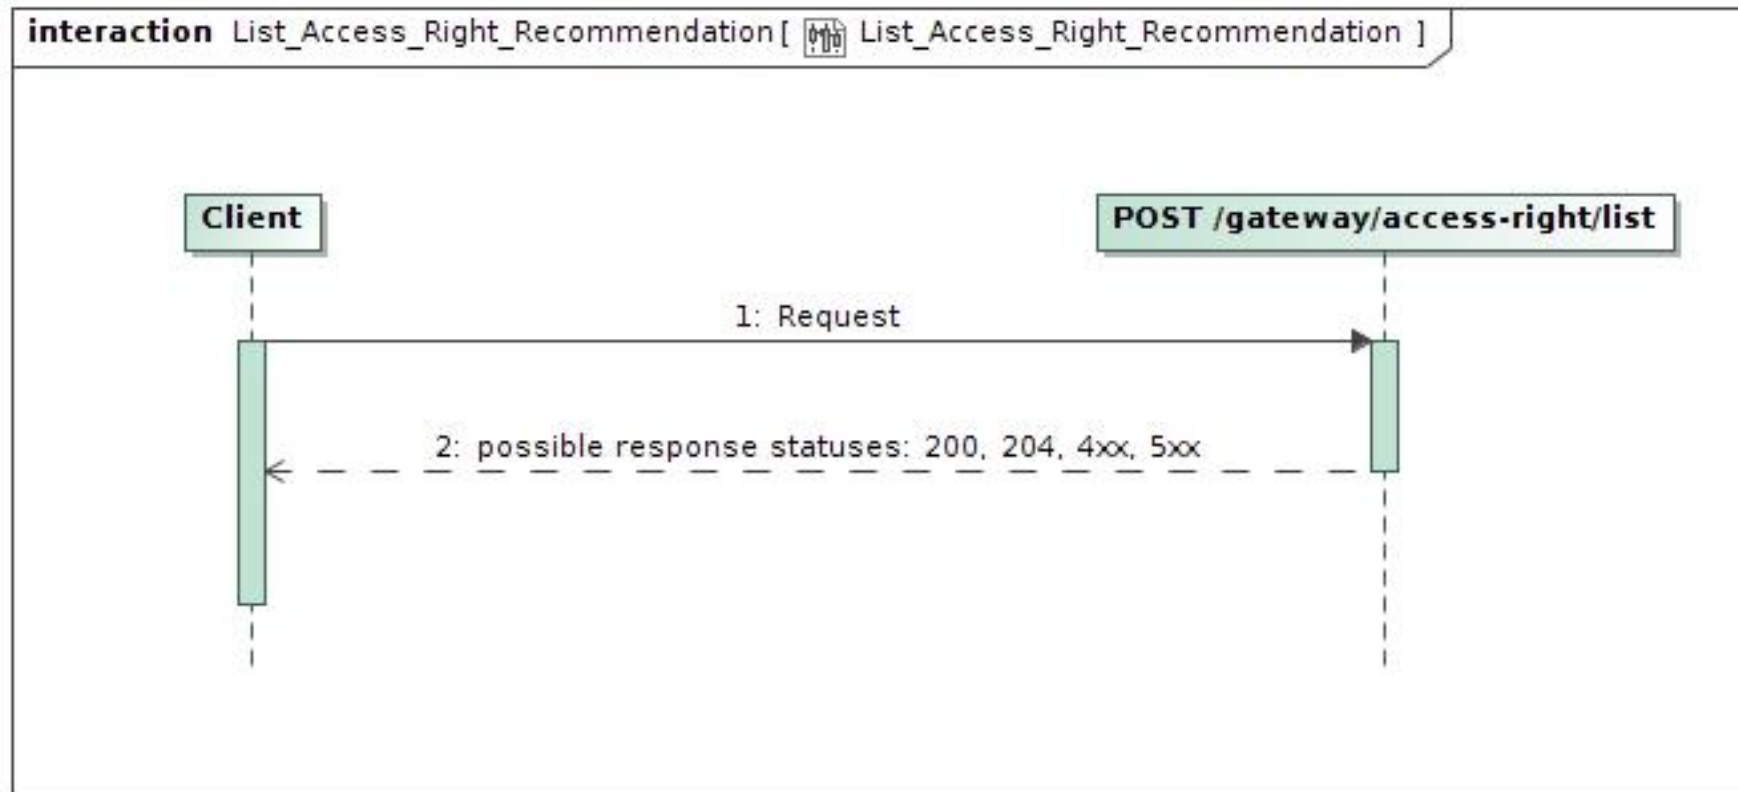 interaction List_Access_Right_Recommendation[ List_Access_Right_Recommendation ]
Client
POST /gateway/access-right/list
1: Request
2: possible response statuses: 200, 204, 4xx, 5xx